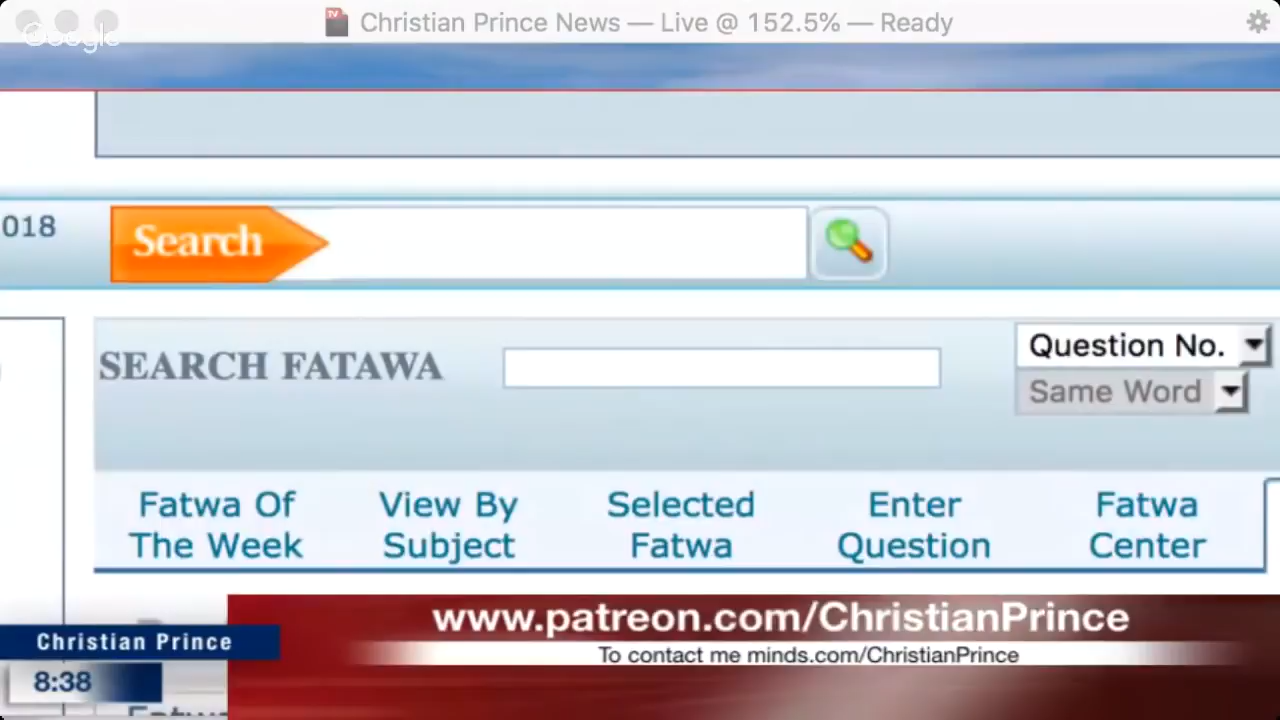 Google
Christian Prince News — Live @ 152.5% — Ready
018
Search
SEARCH FATAWA
Question No.
Same Word
Fatwa Of The Week
View By Subject
Selected Fatwa
Enter Question
Fatwa Center
www.patreon.com/ChristianPrince
To contact me minds.com/ChristianPrince
Christian Prince
8:38